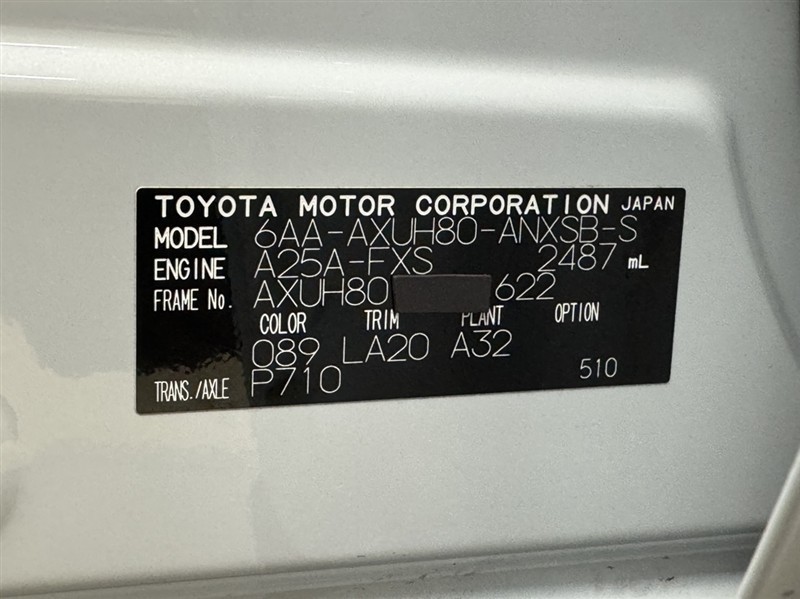 TOYOTA MOTOR CORPORATION JAPAN
MODEL 6AA-AXUH80-ANXSB-S
ENGINE A25A-FXS 2487 mL
FRAME No. AXUH80 622
COLOR TRIM PLANT OPTION
089 LA20 A32
TRANS./AXLE P710 510